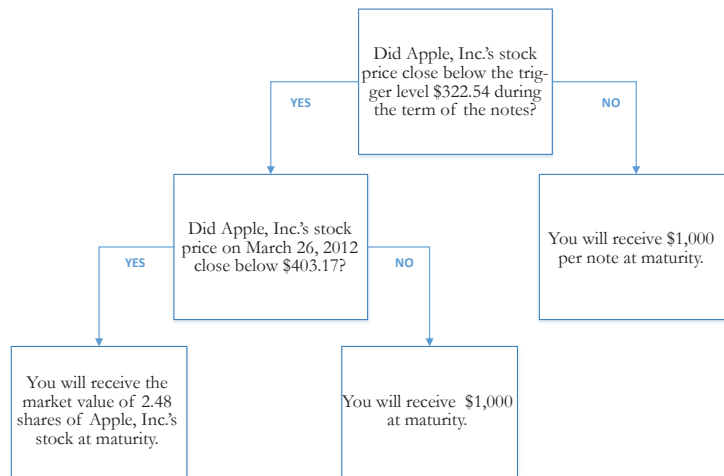 Did Apple, Inc.'s stock
price close below the trig-
ger level $322.54 during
the term of the notes?
YES
NO
Did Apple, Inc.'s stock
price on March 26, 2012
close below $403.17?
You will receive $1,000
per note at maturity.
YES
NO
You will receive the
market value of 2.48
shares of Apple, Inc.'s
stock at maturity.
You will receive $1,000
at maturity.